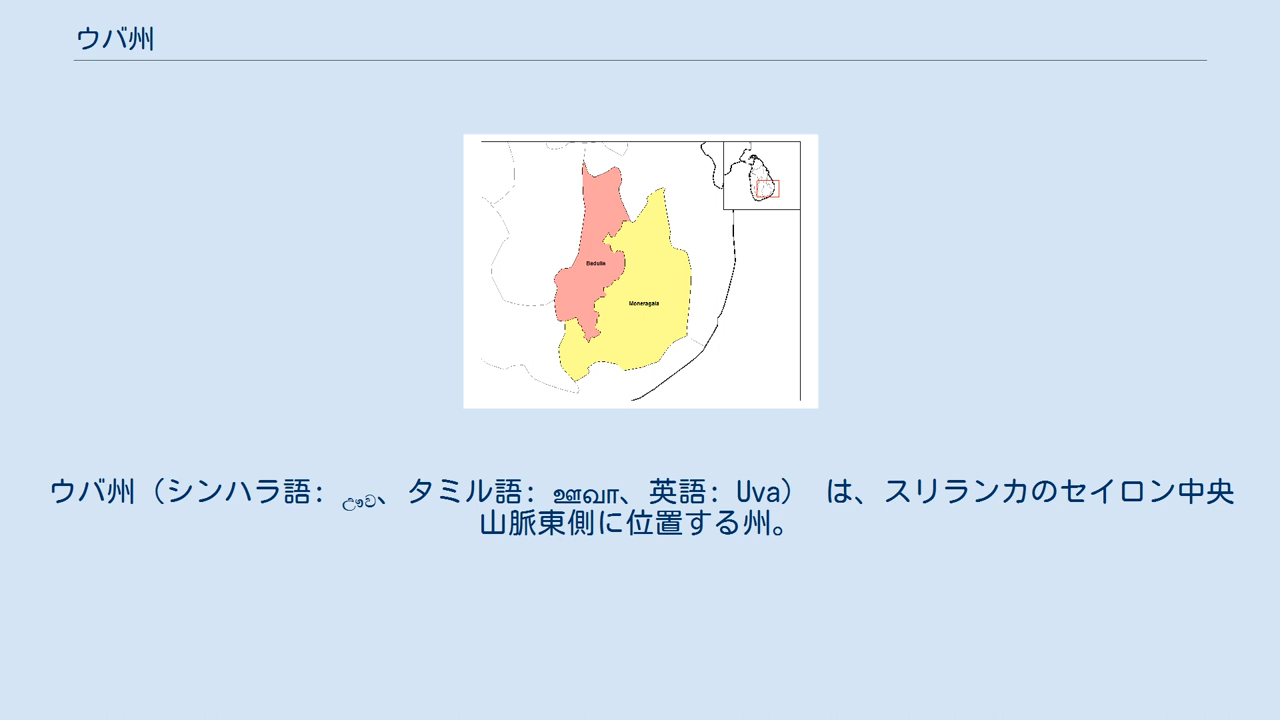 ウバ州
Badulla
Moneragala
ウバ州（シンハラ語: ඌව、タミル語: ஊவா、英語: Uva） は、スリランカのセイロン中央
山脈東側に位置する州。